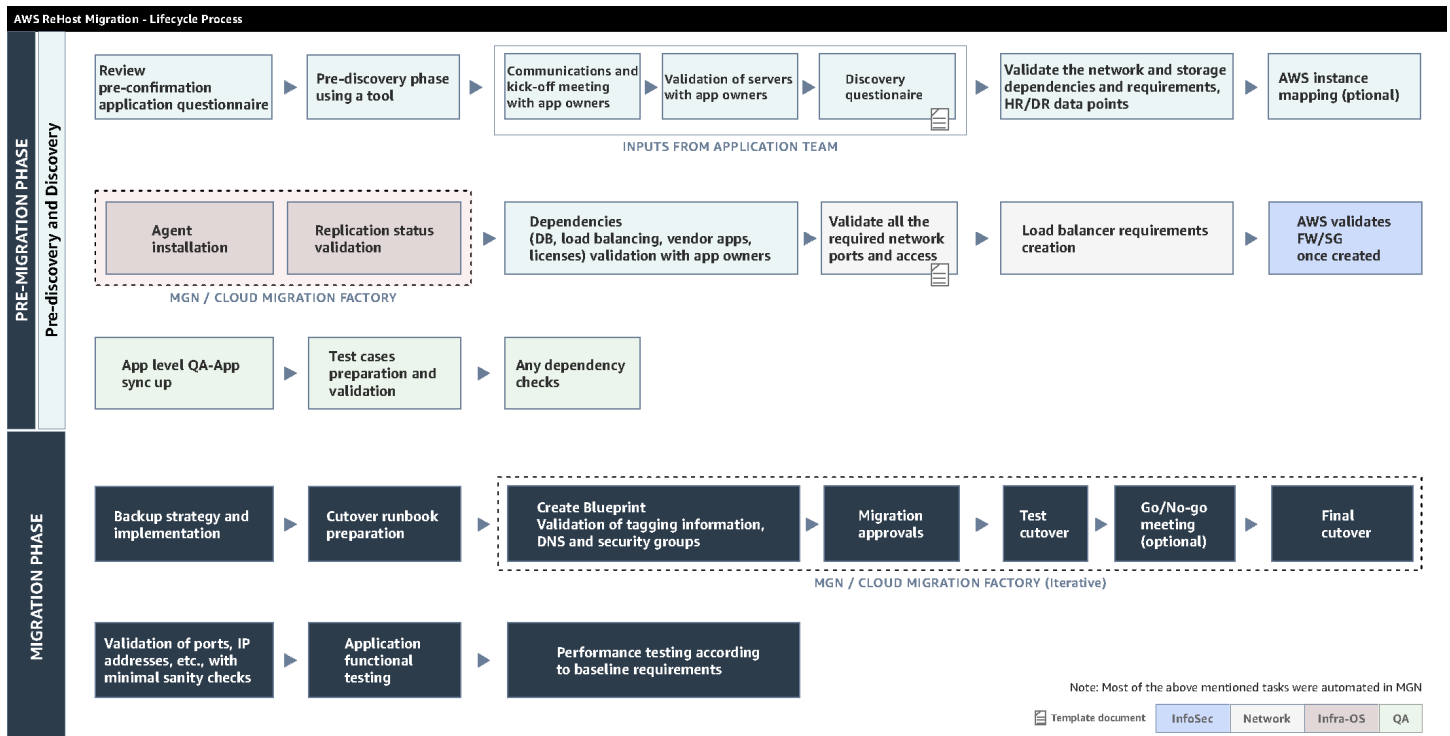 AWS ReHost Migration - Lifecycle Process
PRE-MIGRATION PHASE
Pre-discovery and Discovery
Review
pre-confirmation
application questionnaire
Pre-discovery phase
using a tool
Communications and
kick-off meeting
with app owners
Validation of servers
with app owners
Discovery
questionaire
INPUTS FROM APPLICATION TEAM
Validate the network and storage
dependencies and requirements,
HR/DR data points
AWS instance
mapping (ptional)
Agent
installation
Replication status
validation
MGN / CLOUD MIGRATION FACTORY
Dependencies
(DB, load balancing, vendor apps,
licenses) validation with app owners
Validate all the
required network
ports and access
Load balancer requirements
creation
AWS validates
FW/SG
once created
App level QA-App
sync up
Test cases
preparation and
validation
Any dependency
checks
MIGRATION PHASE
Backup strategy and
implementation
Cutover runbook
preparation
Create Blueprint
Validation of tagging information,
DNS and security groups
Migration
approvals
Test
cutover
Go/No-go
meeting
(optional)
Final
cutover
MGN / CLOUD MIGRATION FACTORY (Iterative)
Validation of ports, IP
addresses, etc., with
minimal sanity checks
Application
functional
testing
Performance testing according
to baseline requirements
Note: Most of the above mentioned tasks were automated in MGN
Template document
InfoSec
Network
Infra-OS
QA